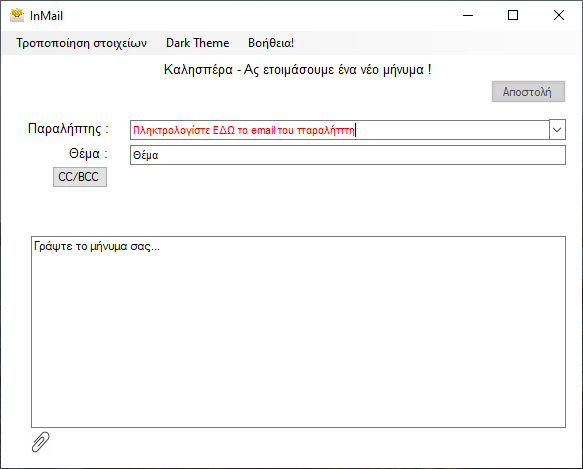 InMail
Τροποποίηση στοιχείων Dark Theme Βοήθεια!
Καλησπέρα - Ας ετοιμάσουμε ένα νέο μήνυμα !
Αποστολή
Παραλήπτης : Πληκτρολογίστε ΕΔΩ το email του παραλήπτη
Θέμα : Θέμα
CC/BCC
Γράψτε το μήνυμα σας...